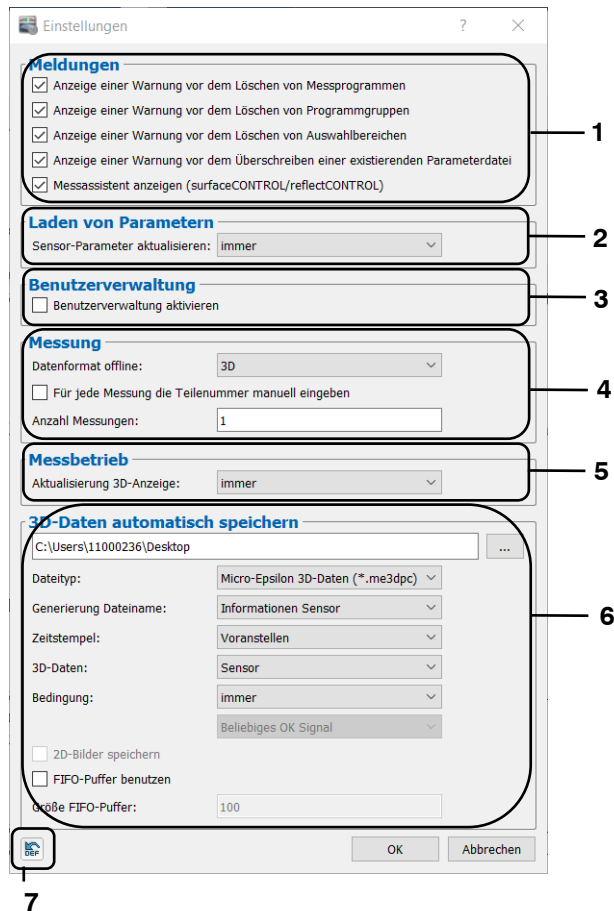 Einstellungen
?
Meldungen
Anzeige einer Warnung vor dem Löschen von Messprogrammen
Anzeige einer Warnung vor dem Löschen von Programmgruppen
Anzeige einer Warnung vor dem Löschen von Auswahlbereichen
Anzeige einer Warnung vor dem Überschreiben einer existierenden Parameterdatei
Messassistent anzeigen (surfaceCONTROL/reflectCONTROL)
1
Laden von Parametern
Sensor-Parameter aktualisieren: immer
2
Benutzerverwaltung
Benutzerverwaltung aktivieren
3
Messung
Datenformat offline: 3D
Für jede Messung die Teilenummer manuell eingeben
Anzahl Messungen: 1
4
Messbetrieb
Aktualisierung 3D-Anzeige: immer
5
3D-Daten automatisch speichern
C:\Users\11000236\Desktop ...
Dateityp: Micro-Epsilon 3D-Daten (*.me3dpc)
Generierung Dateiname: Informationen Sensor
Zeitstempel: Voranstellen
3D-Daten: Sensor
Bedingung: immer
Beliebiges OK Signal
2D-Bilder speichern
FIFO-Puffer benutzen
Größe FIFO-Puffer: 100
6
DEF
OK Abbrechen
7